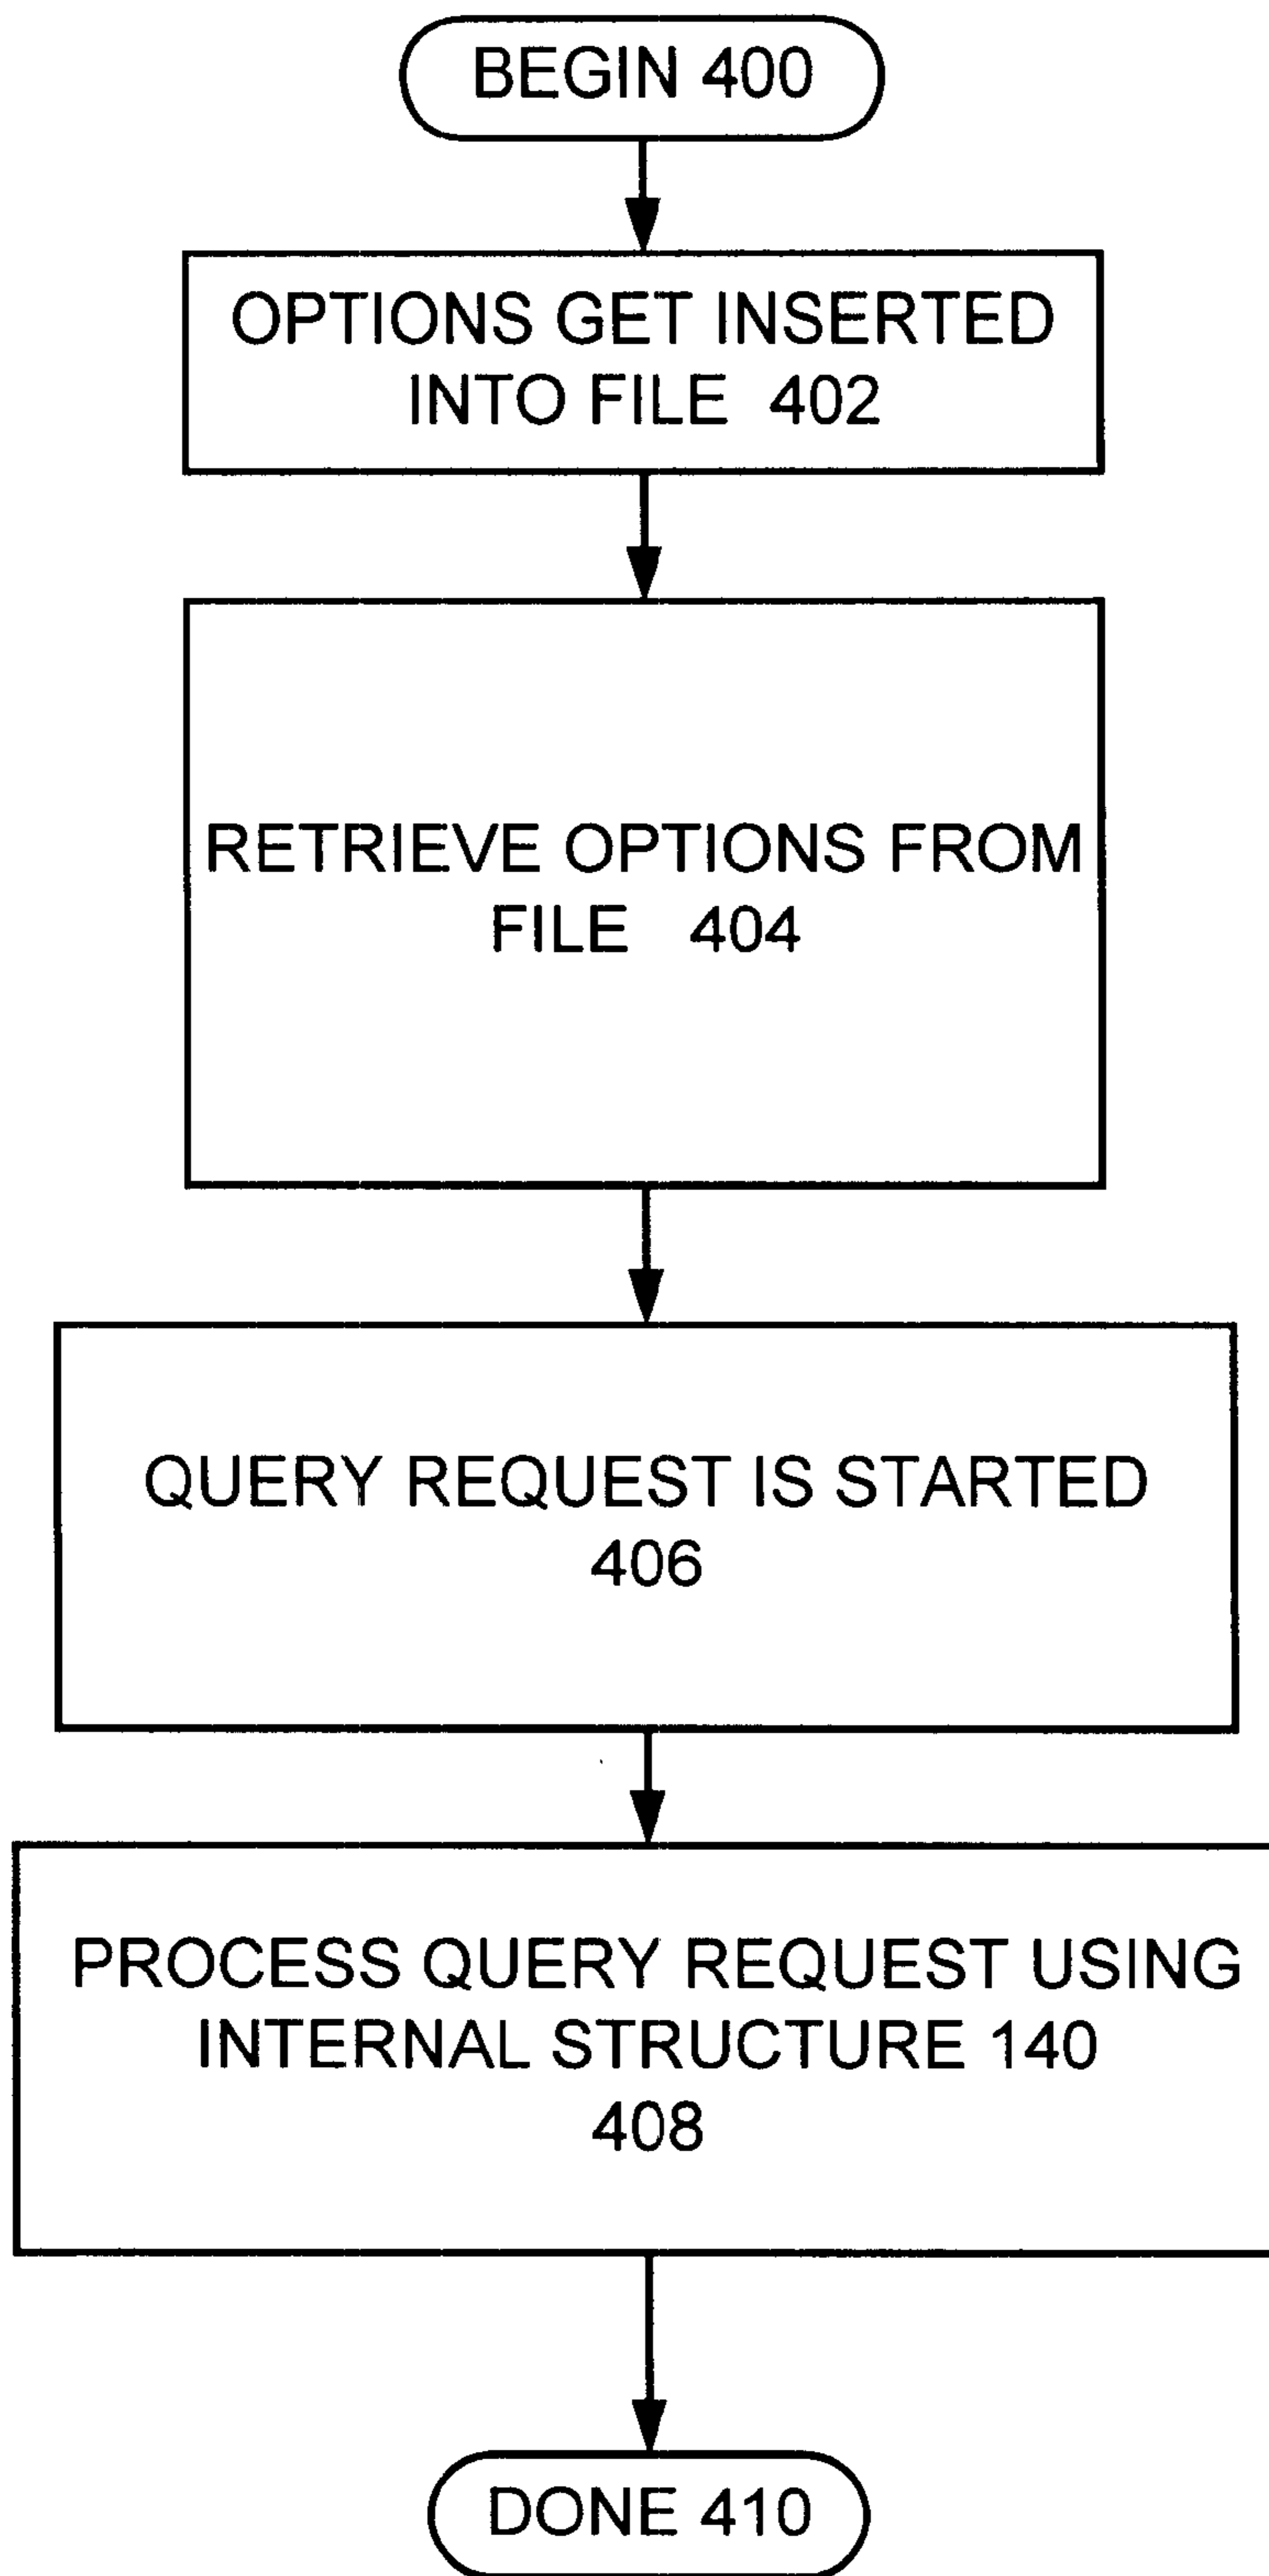 BEGIN 400
OPTIONS GET INSERTED
INTO FILE 402
RETRIEVE OPTIONS FROM
FILE 404
QUERY REQUEST IS STARTED
406
PROCESS QUERY REQUEST USING
INTERNAL STRUCTURE 140
408
DONE 410